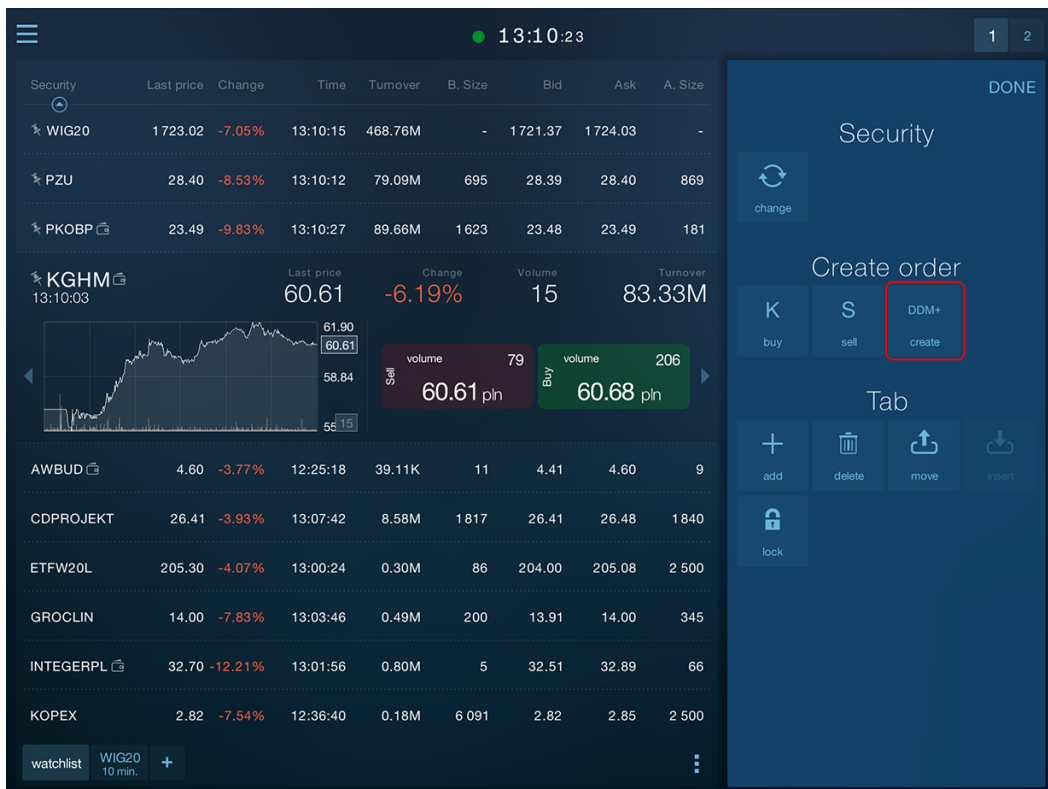 13:10:23
1 2
Security Last price Change Time Turnover B. Size Bid Ask A. Size
WIG20 1723.02 -7.05% 13:10:15 468.76M - 1721.37 1724.03 -
PZU 28.40 -8.53% 13:10:12 79.09M 695 28.39 28.40 869
PKOBP 23.49 -9.83% 13:10:27 89.66M 1623 23.48 23.49 181
KGHM Last price Change Volume Turnover
13:10:03 60.61 -6.19% 15 83.33M
61.90
60.61
58.84
55 15
Sell volume 79
60.61 pln
Buy volume 206
60.68 pln
AWBUD 4.60 -3.77% 12:25:18 39.11K 11 4.41 4.60 9
CDPROJEKT 26.41 -3.93% 13:07:42 8.58M 1817 26.41 26.48 1840
ETFW20L 205.30 -4.07% 13:00:24 0.30M 86 204.00 205.08 2 500
GROCLIN 14.00 -7.83% 13:03:46 0.49M 200 13.91 14.00 345
INTEGERPL 32.70 -12.21% 13:01:56 0.80M 5 32.51 32.89 66
KOPEX 2.82 -7.54% 12:36:40 0.18M 6 091 2.82 2.85 2 500
watchlist WIG20 +
10 min.
DONE
Security
change
Create order
K S DDM+
buy sell create
Tab
add delete move insert
lock